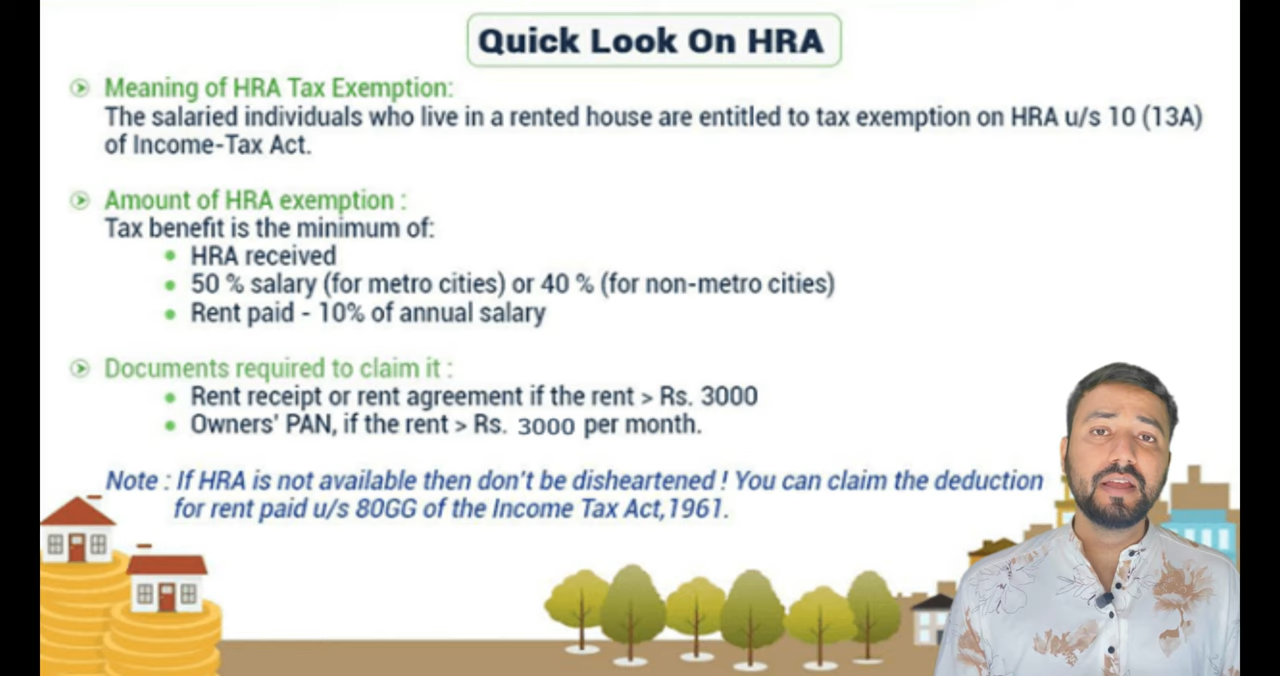 Quick Look On HRA
Meaning of HRA Tax Exemption:
The salaried individuals who live in a rented house are entitled to tax exemption on HRA u/s 10 (13A)
of Income-Tax Act.
Amount of HRA exemption :
Tax benefit is the minimum of:
HRA received
50 % salary (for metro cities) or 40 % (for non-metro cities)
Rent paid - 10% of annual salary
Documents required to claim it :
Rent receipt or rent agreement if the rent > Rs. 3000
Owners' PAN, if the rent > Rs. 3000 per month.
Note : If HRA is not available then don't be disheartened ! You can claim the deduction
for rent paid u/s 80GG of the Income Tax Act,1961.